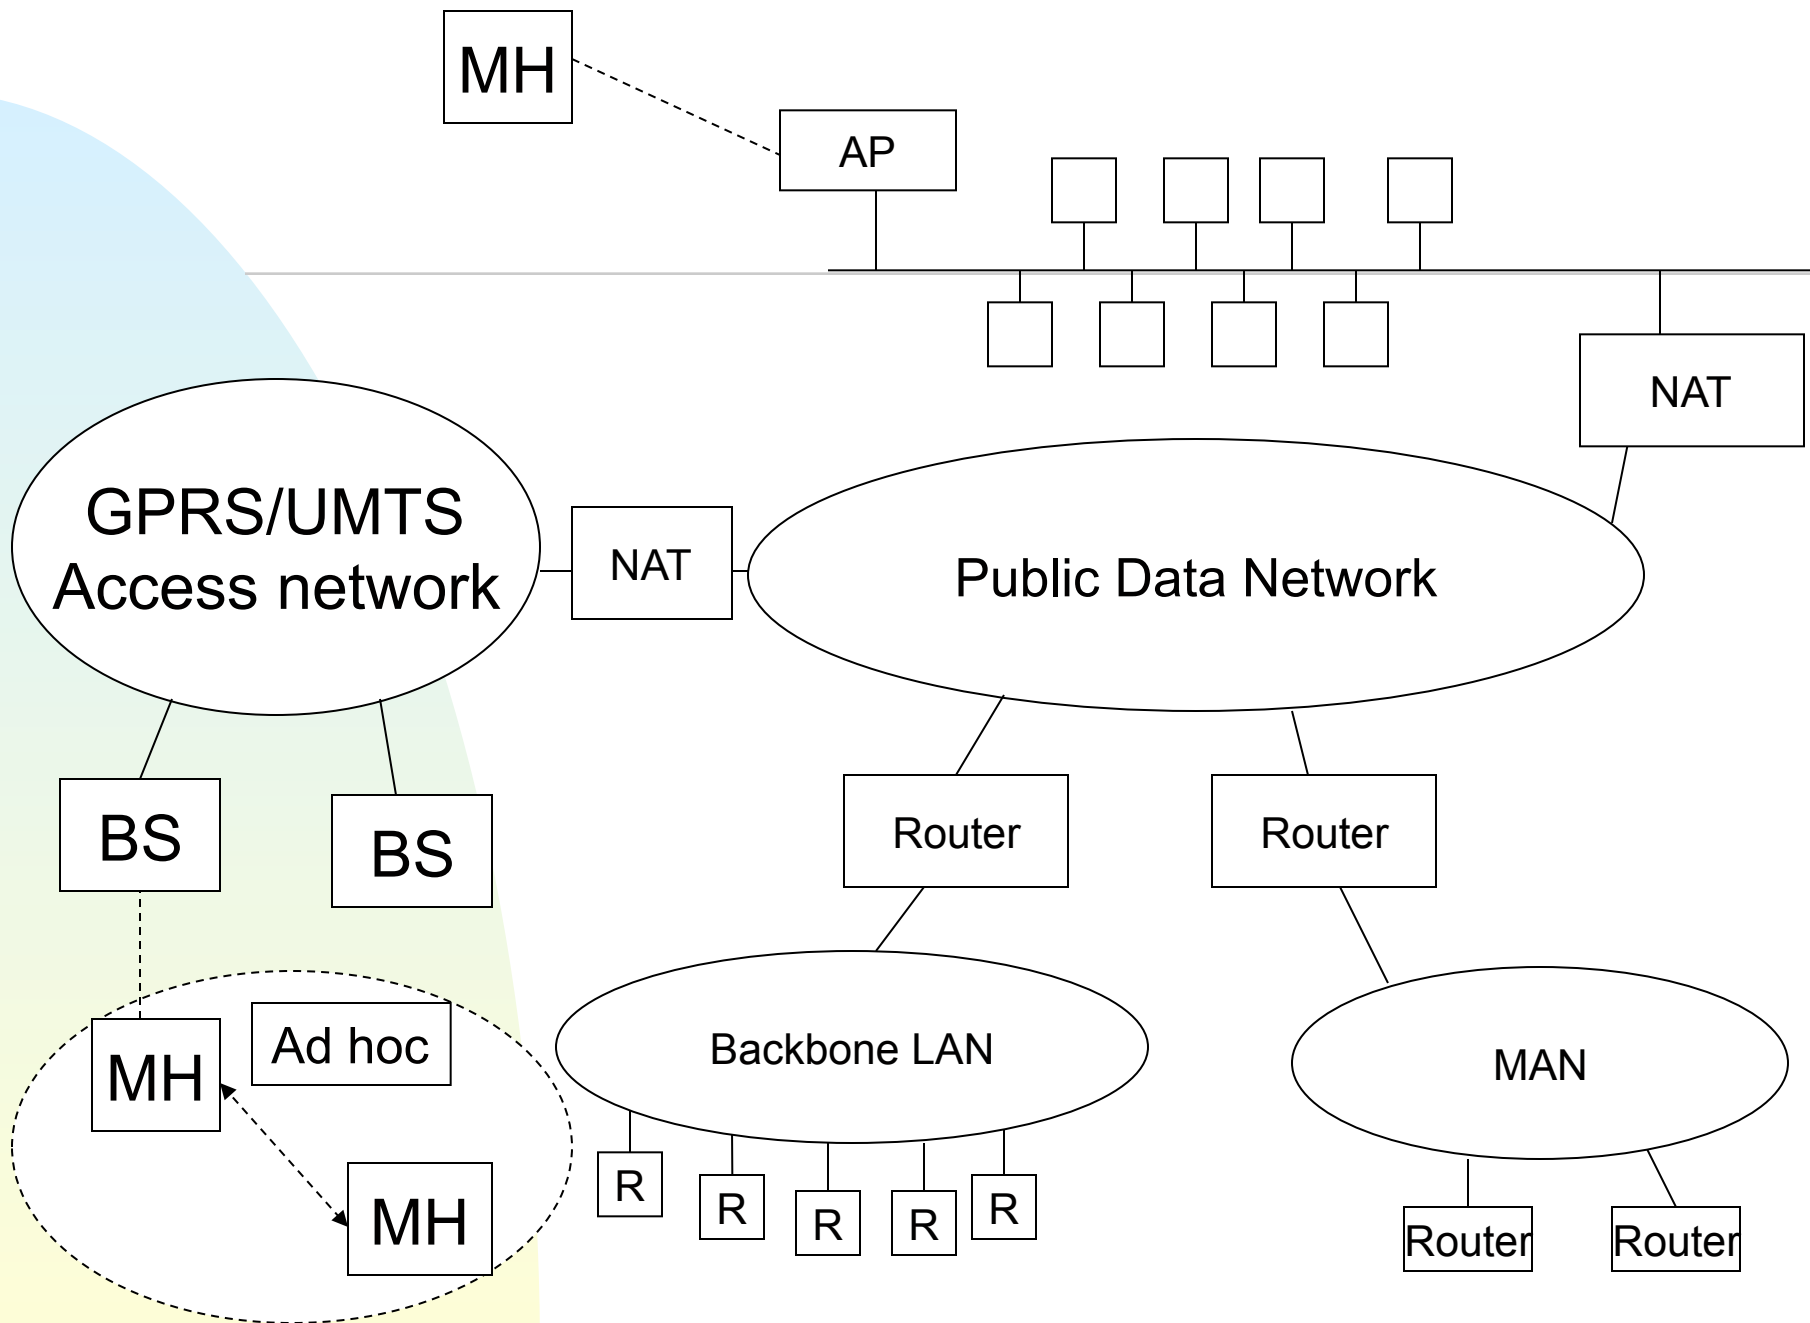 MH
AP
NAT
GPRS/UMTS
Access network
NAT
Public Data Network
BS
BS
Router
Router
Ad hoc
MH
Backbone LAN
MAN
MH
R
R
R
R
R
Router
Router